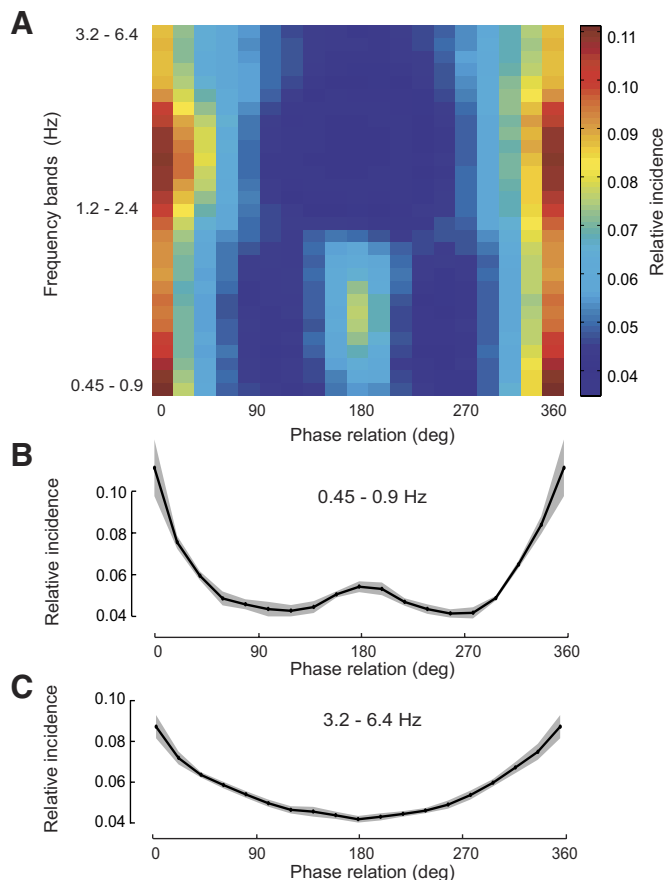 A
3.2 - 6.4
1.2 - 2.4
0.45 - 0.9
Frequency bands (Hz)
0 90 180 270 360
Phase relation (deg)
0.11
0.10
0.09
0.08
0.07
0.06
0.05
0.04
Relative incidence
B
0.45 - 0.9 Hz
0.10
0.08
0.06
0.04
Relative incidence
0 90 180 270 360
Phase relation (deg)
C
3.2 - 6.4 Hz
0.10
0.08
0.06
0.04
Relative incidence
0 90 180 270 360
Phase relation (deg)